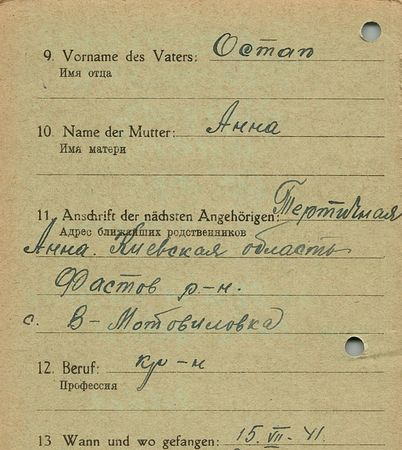 9. Vorname des Vaters: Остап
Имя отца
10. Name der Mutter: Анна
Имя матери
11. Anschrift der nächsten Angehörigen: Тертичная
Адрес ближайших родственников
Анна. Киевская область
Фастов р-н.
с. В-Мотовиловка
12. Beruf: кр-н
Профессия
13 Wann und wo gefangen: 15. VII - 41